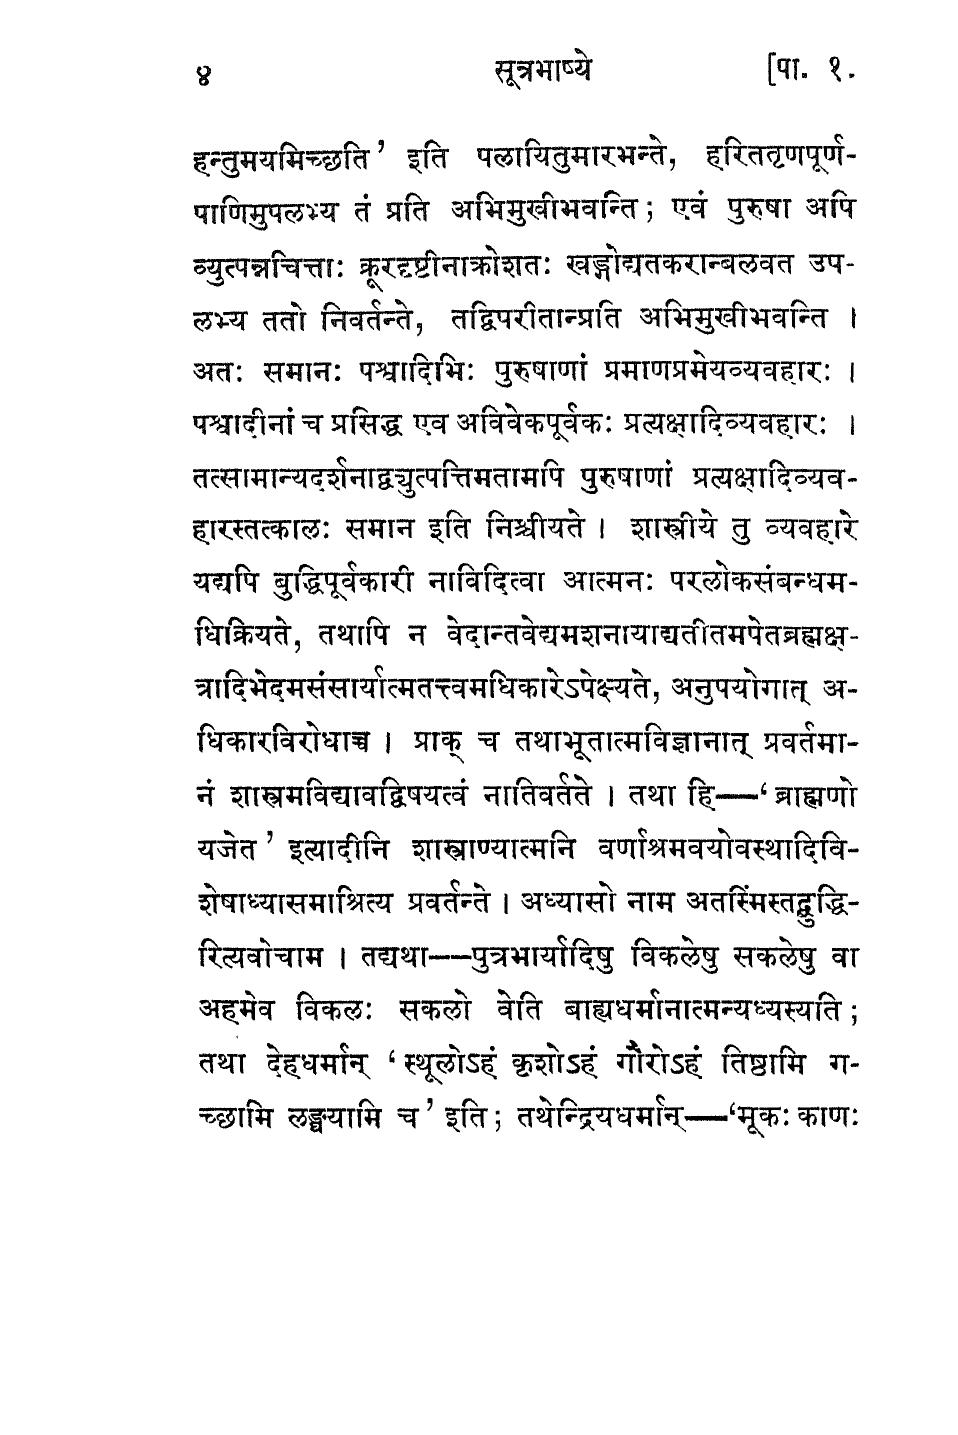 ४ सूत्रभाष्ये [पा. १.
हन्तुमयमिच्छति’ इति पलायितुमारभन्ते, हरिततृणपूर्ण-
पाणिमुपलभ्य तं प्रति अभिमुखीभवन्ति; एवं पुरुषा अपि
व्युत्पन्नचित्ताः क्रूरदृष्टीनाक्रोशतः खड्गोद्यतकरान्बलवत उप-
लभ्य ततो निवर्तन्ते, तद्विपरीतान्प्रति अभिमुखीभवन्ति ।
अतः समानः पश्वादिभिः पुरुषाणां प्रमाणप्रमेयव्यवहारः ।
पश्वादीनां च प्रसिद्ध एव अविवेकपूर्वकः प्रत्यक्षादिव्यवहारः ।
तत्सामान्यदर्शनाद्व्युत्पत्तिमतामपि पुरुषाणां प्रत्यक्षादिव्यव-
हारस्तत्कालः समान इति निश्चीयते । शास्त्रीये तु व्यवहारे
यद्यपि बुद्धिपूर्वकारी नाविदित्वा आत्मनः परलोकसंबन्धम-
धिक्रियते, तथापि न वेदान्तवेद्यमशनायाद्यतीतमपेतब्रह्मक्ष-
त्रादिभेदमसंसार्यात्मतत्त्वमधिकारेऽपेक्ष्यते, अनुपयोगात् अ-
धिकारविरोधाच्च । प्राक् च तथाभूतात्मविज्ञानात् प्रवर्तमा-
नं शास्त्रमविद्यावद्विषयत्वं नातिवर्तते । तथा हि—‘ब्राह्मणो
यजेत’ इत्यादीनि शास्त्राण्यात्मनि वर्णाश्रमवयोवस्थादिवि-
शेषाध्यासमाश्रित्य प्रवर्तन्ते । अध्यासो नाम अतस्मिंस्तद्बुद्धि-
रित्यवोचाम । तद्यथा—पुत्रभार्यादिषु विकलेषु सकलेषु वा
अहमेव विकलः सकलो वेति बाह्यधर्मानात्मन्यध्यस्यति;
तथा देहधर्मान् ‘स्थूलोऽहं कृशोऽहं गौरोऽहं तिष्ठामि ग-
च्छामि लङ्घयामि च’ इति; तथेन्द्रियधर्मान्—‘मूकः काणः